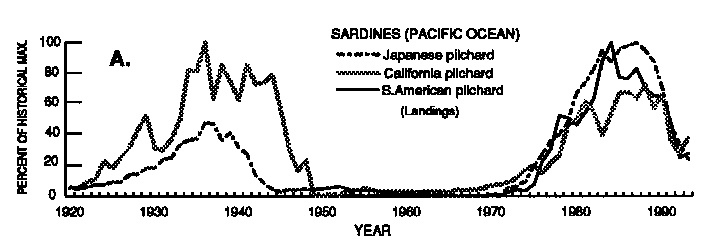 SARDINES (PACIFIC OCEAN)
A.
Japanese pilchard
California pilchard
S.American pilchard
(Landings)
PERCENT OF HISTORICAL MAX.
100
80
60
40
20
0
1920 1930 1940 1950 1960 1970 1980 1990
YEAR